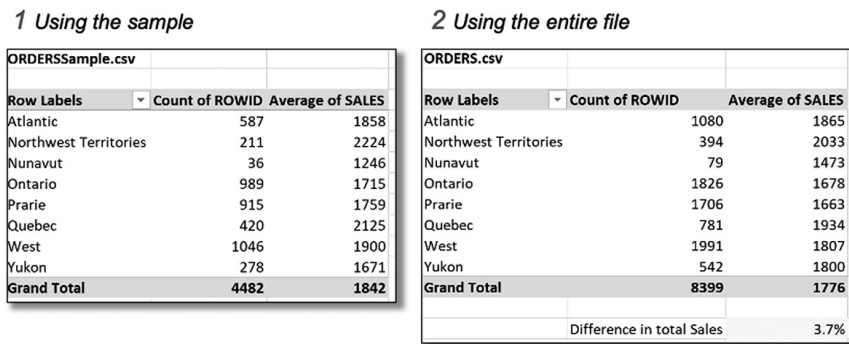 1 Using the sample
ORDERSSample.csv
Row Labels Count of ROWID Average of SALES
Atlantic 587 1858
Northwest Territories 211 2224
Nunavut 36 1246
Ontario 989 1715
Prarie 915 1759
Quebec 420 2125
West 1046 1900
Yukon 278 1671
Grand Total 4482 1842
2 Using the entire file
ORDERS.csv
Row Labels Count of ROWID Average of SALES
Atlantic 1080 1865
Northwest Territories 394 2033
Nunavut 79 1473
Ontario 1826 1678
Prarie 1706 1663
Quebec 781 1934
West 1991 1807
Yukon 542 1800
Grand Total 8399 1776
Difference in total Sales 3.7%